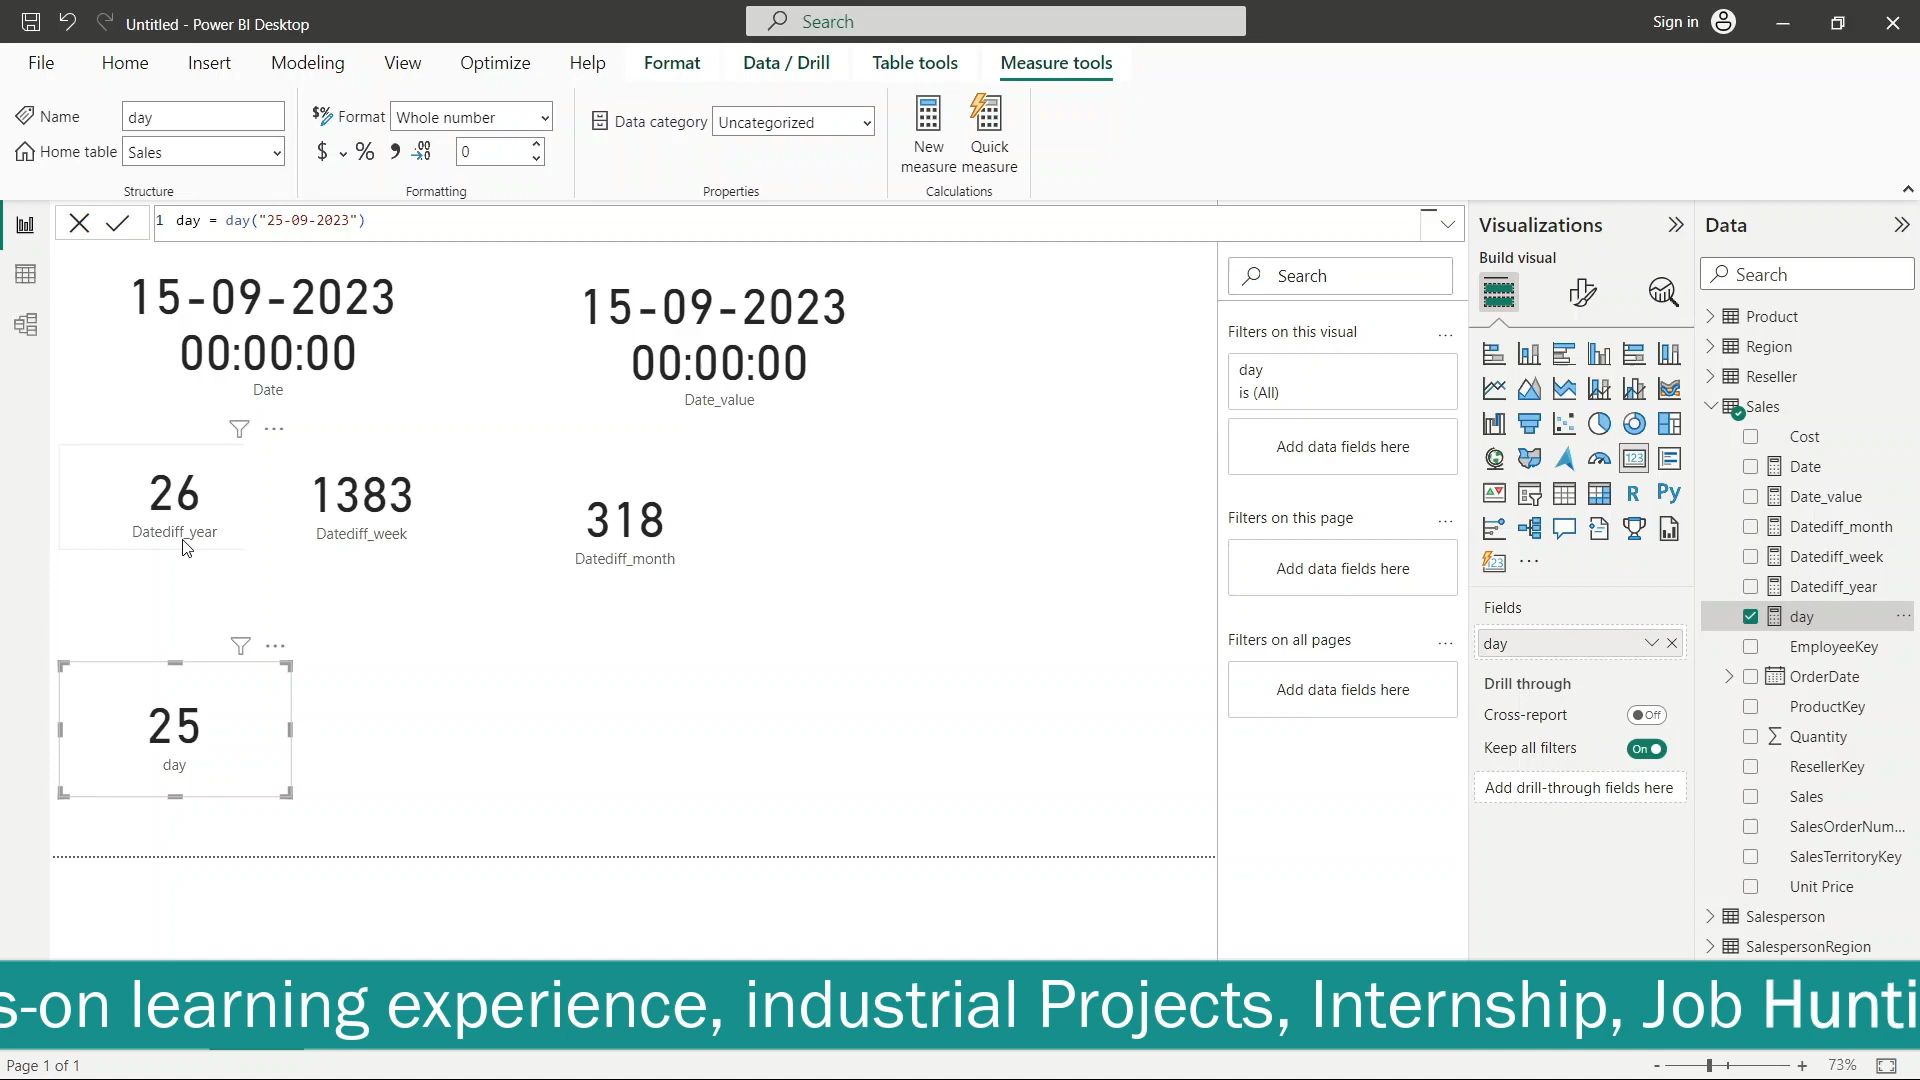 Untitled - Power BI Desktop
Search
Sign in
File Home Insert Modeling View Optimize Help Format Data / Drill Table tools Measure tools
Name day
Home table Sales
Structure
Format Whole number
$ % , .00 0
Formatting
Data category Uncategorized
Properties
New measure
Quick measure
Calculations
1 day = day("25-09-2023")
15-09-2023
00:00:00
Date
15-09-2023
00:00:00
Date_value
26
Datediff_year
1383
Datediff_week
318
Datediff_month
25
day
Search
Filters on this visual
day
is (All)
Add data fields here
Filters on this page
Add data fields here
Filters on all pages
Add data fields here
Visualizations
Build visual
123
R
Py
123
Fields
day
Drill through
Cross-report Off
Keep all filters On
Add drill-through fields here
Data
Search
Product
Region
Reseller
Sales
Cost
Date
Date_value
Datediff_month
Datediff_week
Datediff_year
day
EmployeeKey
OrderDate
ProductKey
Quantity
ResellerKey
Sales
SalesOrderNum...
SalesTerritoryKey
Unit Price
Salesperson
SalespersonRegion
s-on learning experience, industrial Projects, Internship, Job Hunti
Page 1 of 1
- + 73%